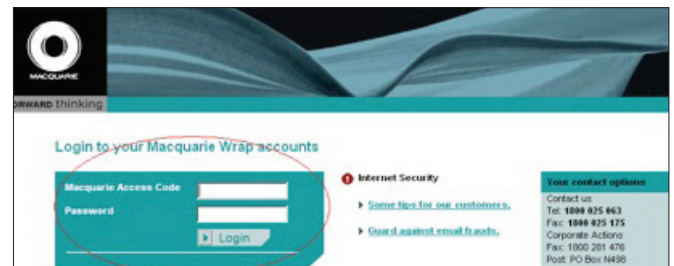 MACQUARIE
ORWARD thinking
Login to your Macquarie Wrap accounts
Macquarie Access Code
Password
Login
Internet Security
Some tips for our customers.
Guard against email frauds.
Your contact options
Contact us
Tel: 1800 025 063
Fax: 1800 025 175
Corporate Actions
Fax: 1800 201 476
Post: PO Box N498